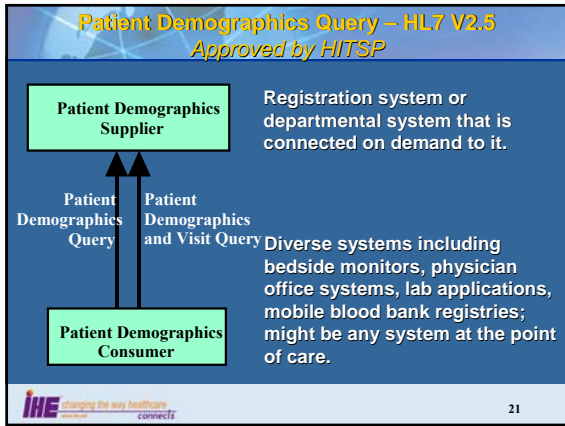 Patient Demographics Query – HL7 V2.5
Approved by HITSP
Patient Demographics
Supplier
Registration system or
departmental system that is
connected on demand to it.
Patient
Demographics
Query
Patient
Demographics
and Visit Query
Diverse systems including
bedside monitors, physician
office systems, lab applications,
mobile blood bank registries;
might be any system at the point
of care.
Patient Demographics
Consumer
IHE changing the way healthcare
connects
21